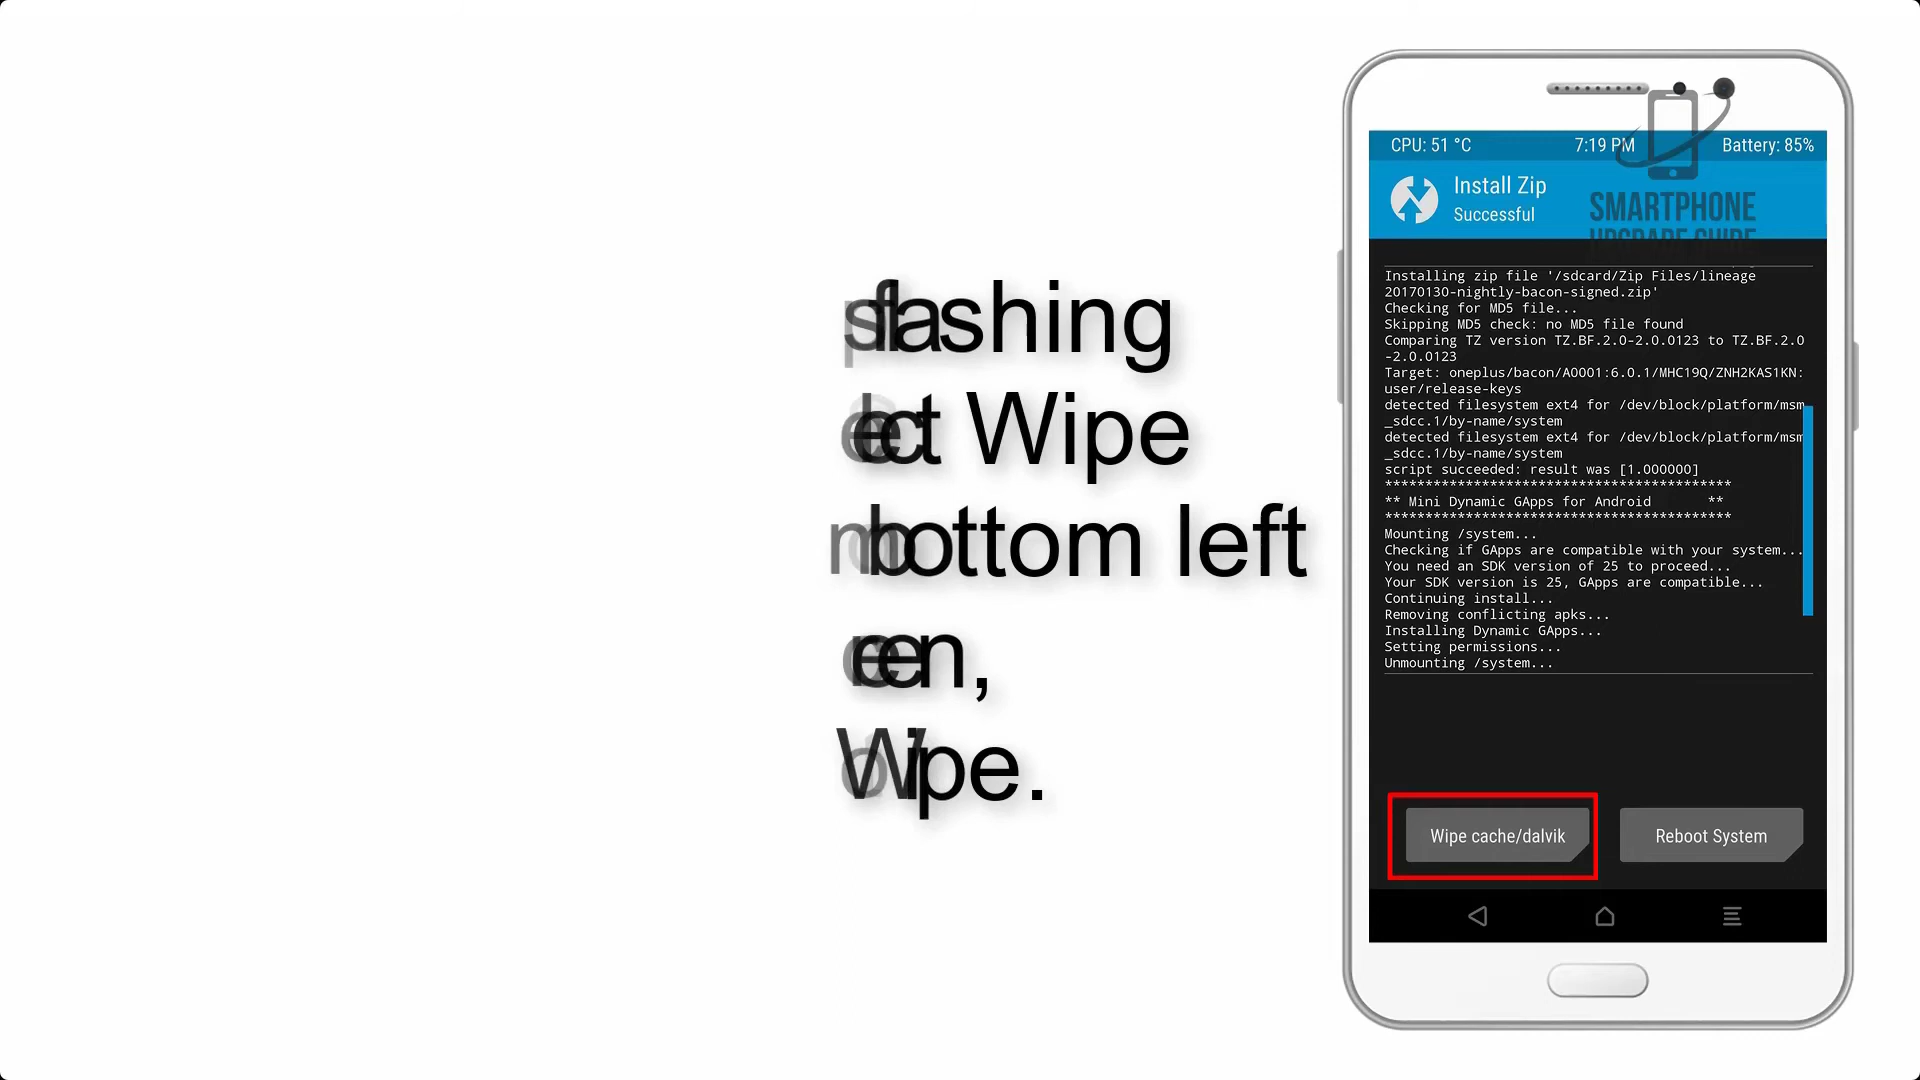 flashing
Wipe
bottom left
Wipe.
CPU: 51 °C 7:19 PM Battery: 85%
Install Zip
Successful
SMARTPHONE
UPGRADE GUIDE
Installing zip file '/sdcard/Zip Files/lineage
20170130-nightly-bacon-signed.zip'
Checking for MD5 file...
Skipping MD5 check: no MD5 file found
Comparing TZ version TZ.BF.2.0-2.0.0123 to TZ.BF.2.0
-2.0.0123
Target: oneplus/bacon/A0001:6.0.1/MHC19Q/ZNH2KAS1KN:
user/release-keys
detected filesystem ext4 for /dev/block/platform/msm
_sdcc.1/by-name/system
detected filesystem ext4 for /dev/block/platform/msm
_sdcc.1/by-name/system
script succeeded: result was [1.000000]
*******************************************
** Mini Dynamic GApps for Android **
*******************************************
Mounting /system...
Checking if GApps are compatible with your system...
You need an SDK version of 25 to proceed...
Your SDK version is 25, GApps are compatible...
Continuing install...
Removing conflicting apks...
Installing Dynamic GApps...
Setting permissions...
Unmounting /system...
Wipe cache/dalvik
Reboot System